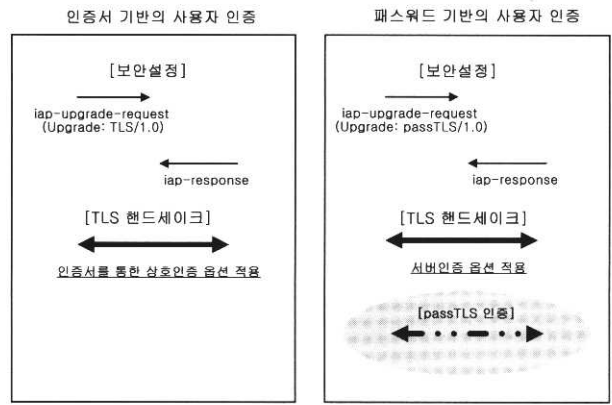 인증서 기반의 사용자 인증
[보안설정]
iap-upgrade-request
(Upgrade: TLS/1.0)
iap-response
[TLS 핸드세이크]
인증서를 통한 상호인증 옵션 적용
패스워드 기반의 사용자 인증
[보안설정]
iap-upgrade-request
(Upgrade: passTLS/1.0)
iap-response
[TLS 핸드세이크]
서버인증 옵션 적용
[passTLS 인증]